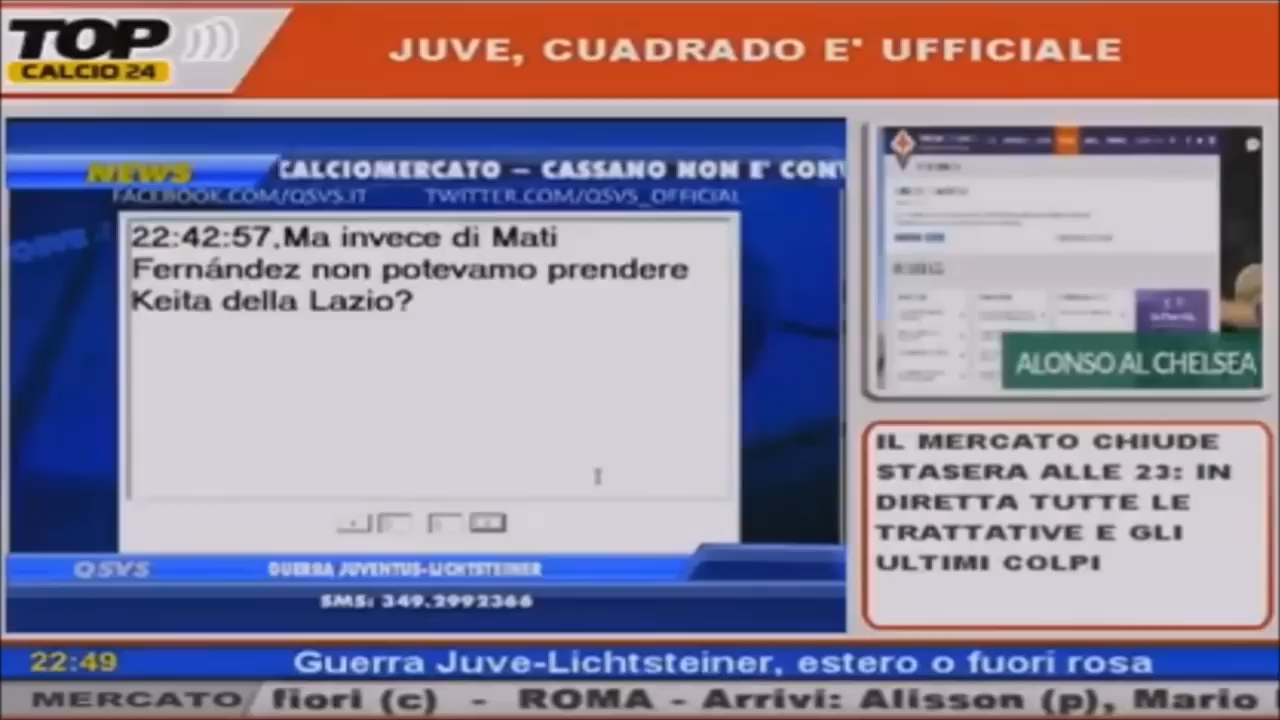 TOP
CALCIO 24
JUVE, CUADRADO E' UFFICIALE
NEWS
CALCIOMERCATO – CASSANO NON E' CONV
FACEBOOK.COM/QSVS.IT TWITTER.COM/QSVS_OFFICIAL
22:42:57,Ma invece di Mati
Fernández non potevamo prendere
Keita della Lazio?
ALONSO AL CHELSEA
IL MERCATO CHIUDE
STASERA ALLE 23: IN
DIRETTA TUTTE LE
TRATTATIVE E GLI
ULTIMI COLPI
QSVS GUERRA JUVENTUS-LICHTSTEINER
SMS: 349.2992366
22:49 Guerra Juve-Lichtsteiner, estero o fuori rosa
MERCATO fiori (c) - ROMA - Arrivi: Alisson (p), Mario